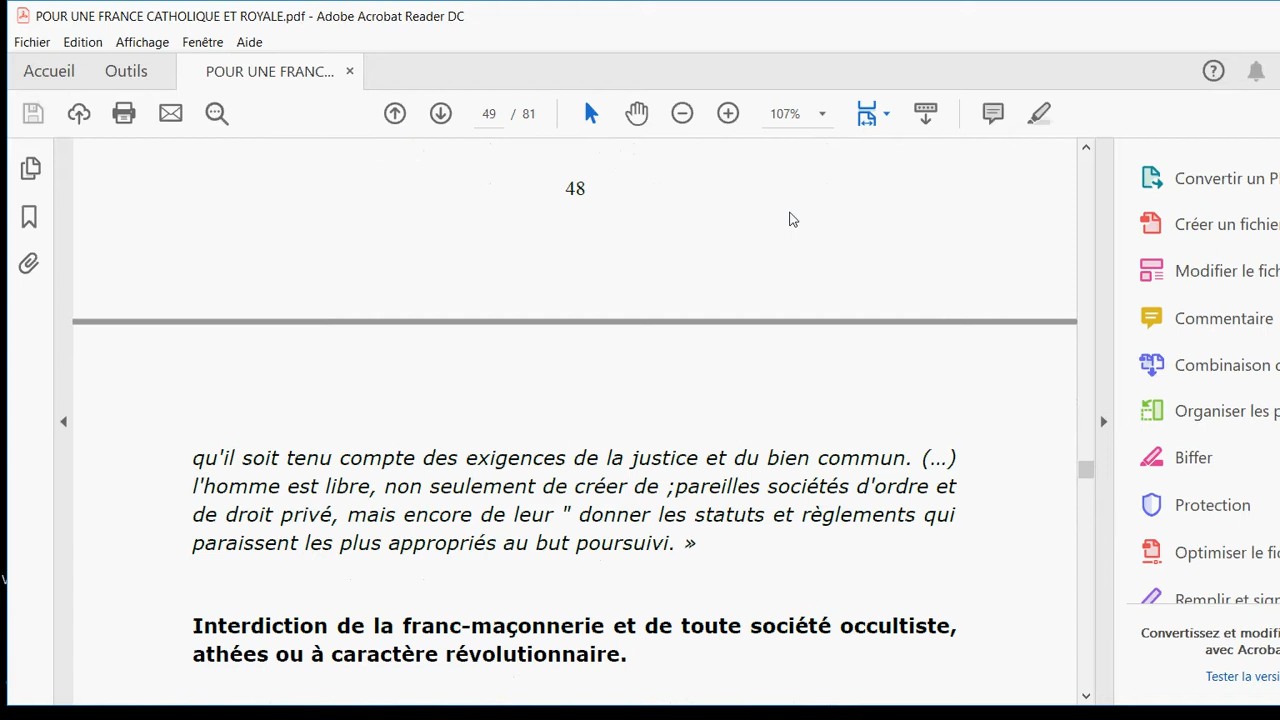 POUR UNE FRANCE CATHOLIQUE ET ROYALE.pdf - Adobe Acrobat Reader DC
Fichier Edition Affichage Fenêtre Aide
Accueil Outils POUR UNE FRANC... ×
49 / 81 107%
48
qu'il soit tenu compte des exigences de la justice et du bien commun. (...)
l'homme est libre, non seulement de créer de ;pareilles sociétés d'ordre et
de droit privé, mais encore de leur " donner les statuts et règlements qui
paraissent les plus appropriés au but poursuivi. »
Interdiction de la franc-maçonnerie et de toute société occultiste,
athées ou à caractère révolutionnaire.
Convertir un P
Créer un fichie
Modifier le fich
Commentaire
Combinaison d
Organiser les p
Biffer
Protection
Optimiser le fi
Remplir et sign
Convertissez et modifi
avec Acroba
Tester la versi